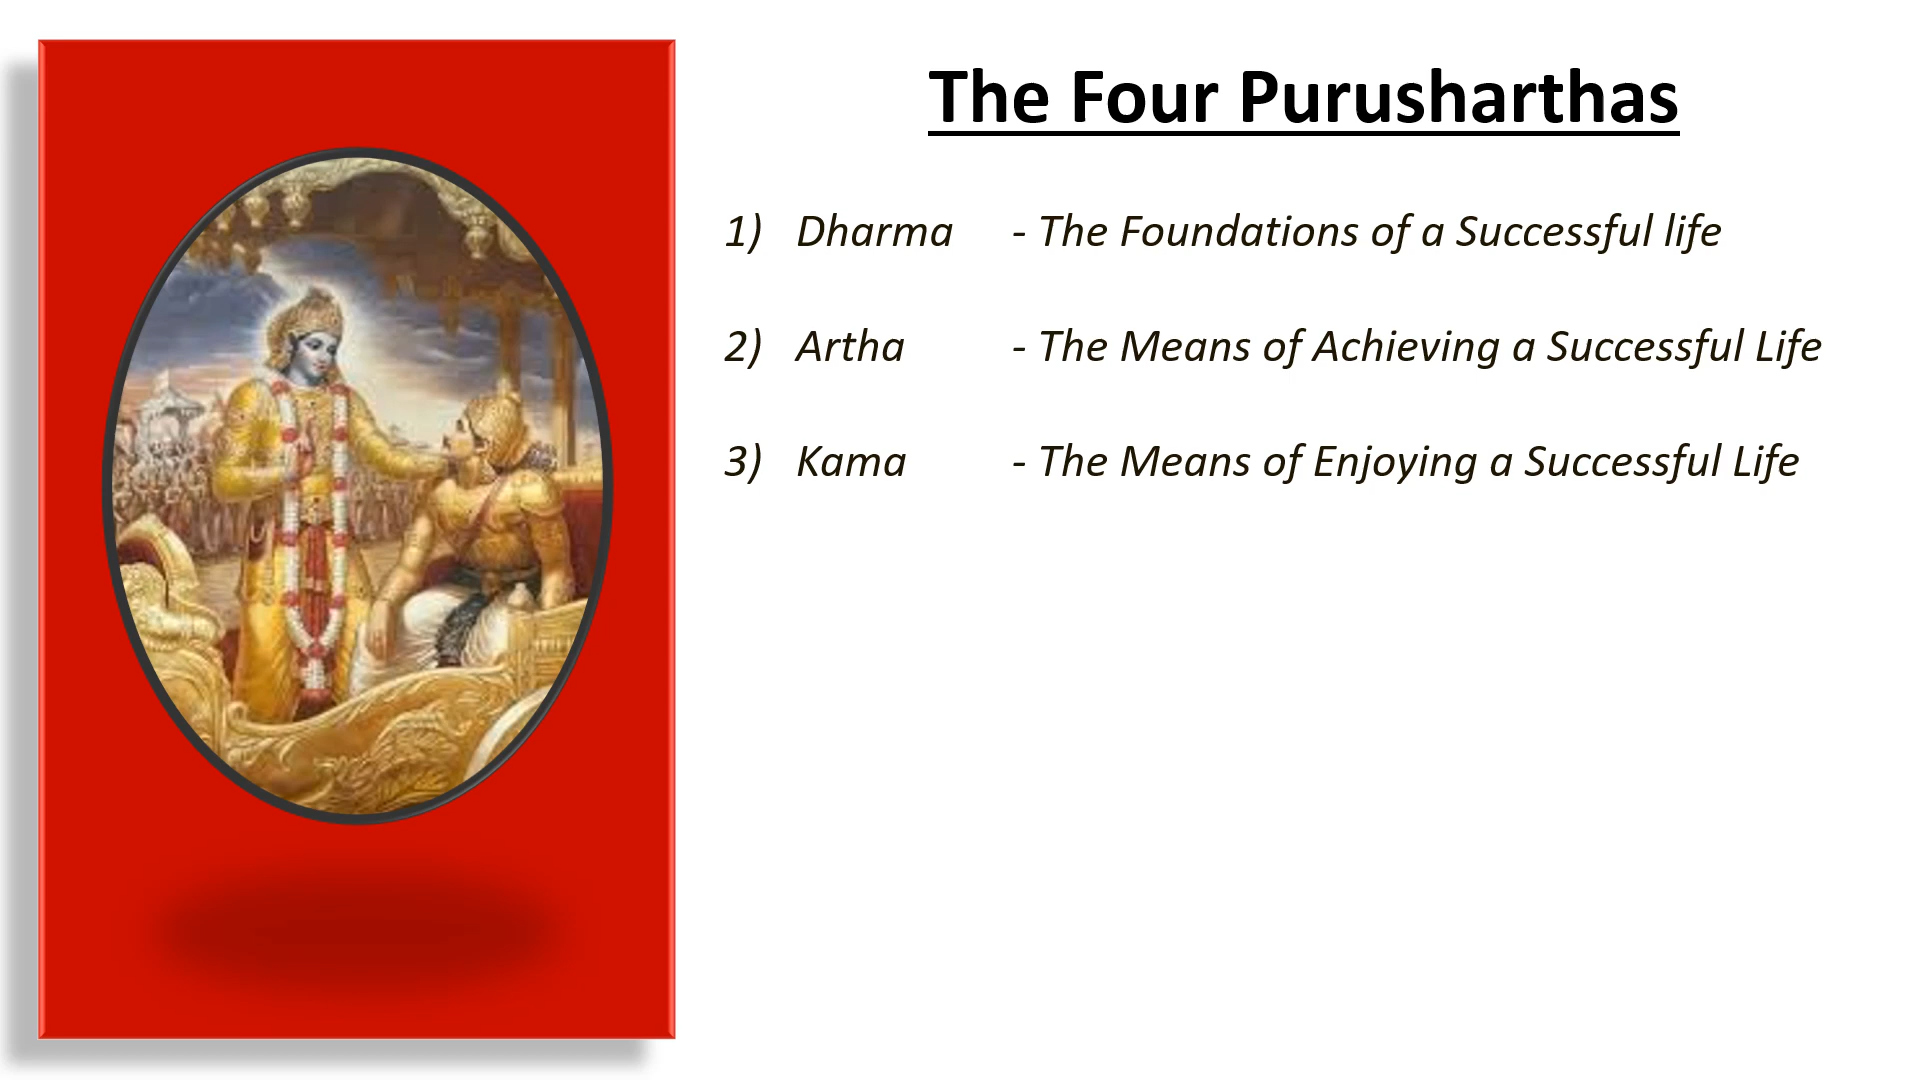 The Four Purusharthas
1) Dharma - The Foundations of a Successful life
2) Artha - The Means of Achieving a Successful Life
3) Kama - The Means of Enjoying a Successful Life